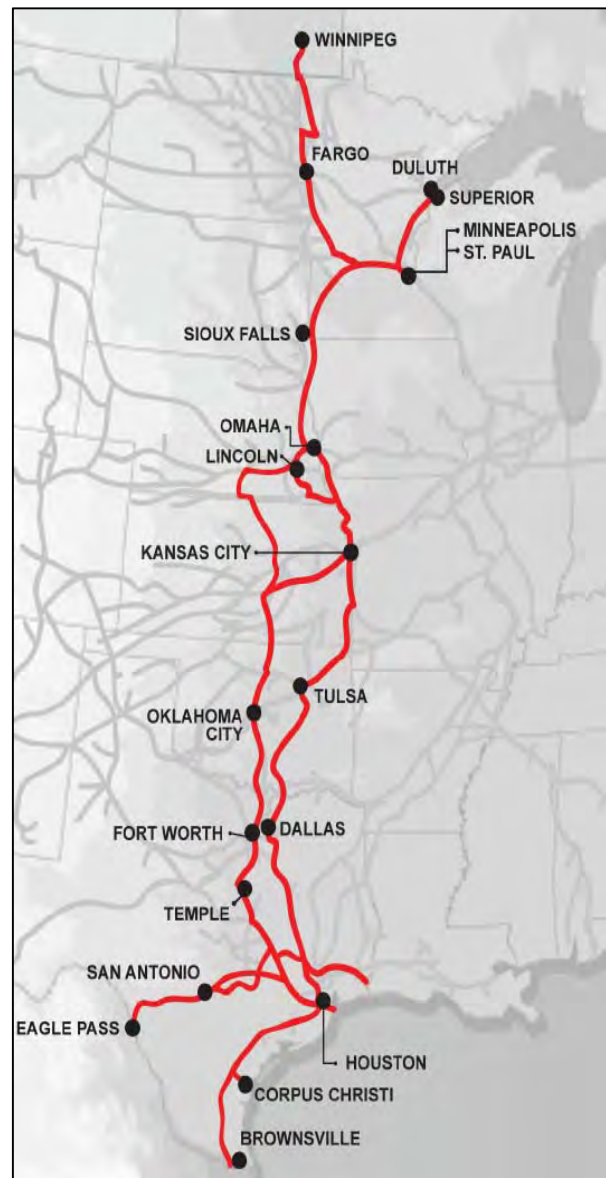 WINNIPEG
FARGO
DULUTH
SUPERIOR
MINNEAPOLIS
ST. PAUL
SIOUX FALLS
OMAHA
LINCOLN
KANSAS CITY
TULSA
OKLAHOMA
CITY
FORT WORTH
DALLAS
TEMPLE
SAN ANTONIO
EAGLE PASS
HOUSTON
CORPUS CHRISTI
BROWNSVILLE